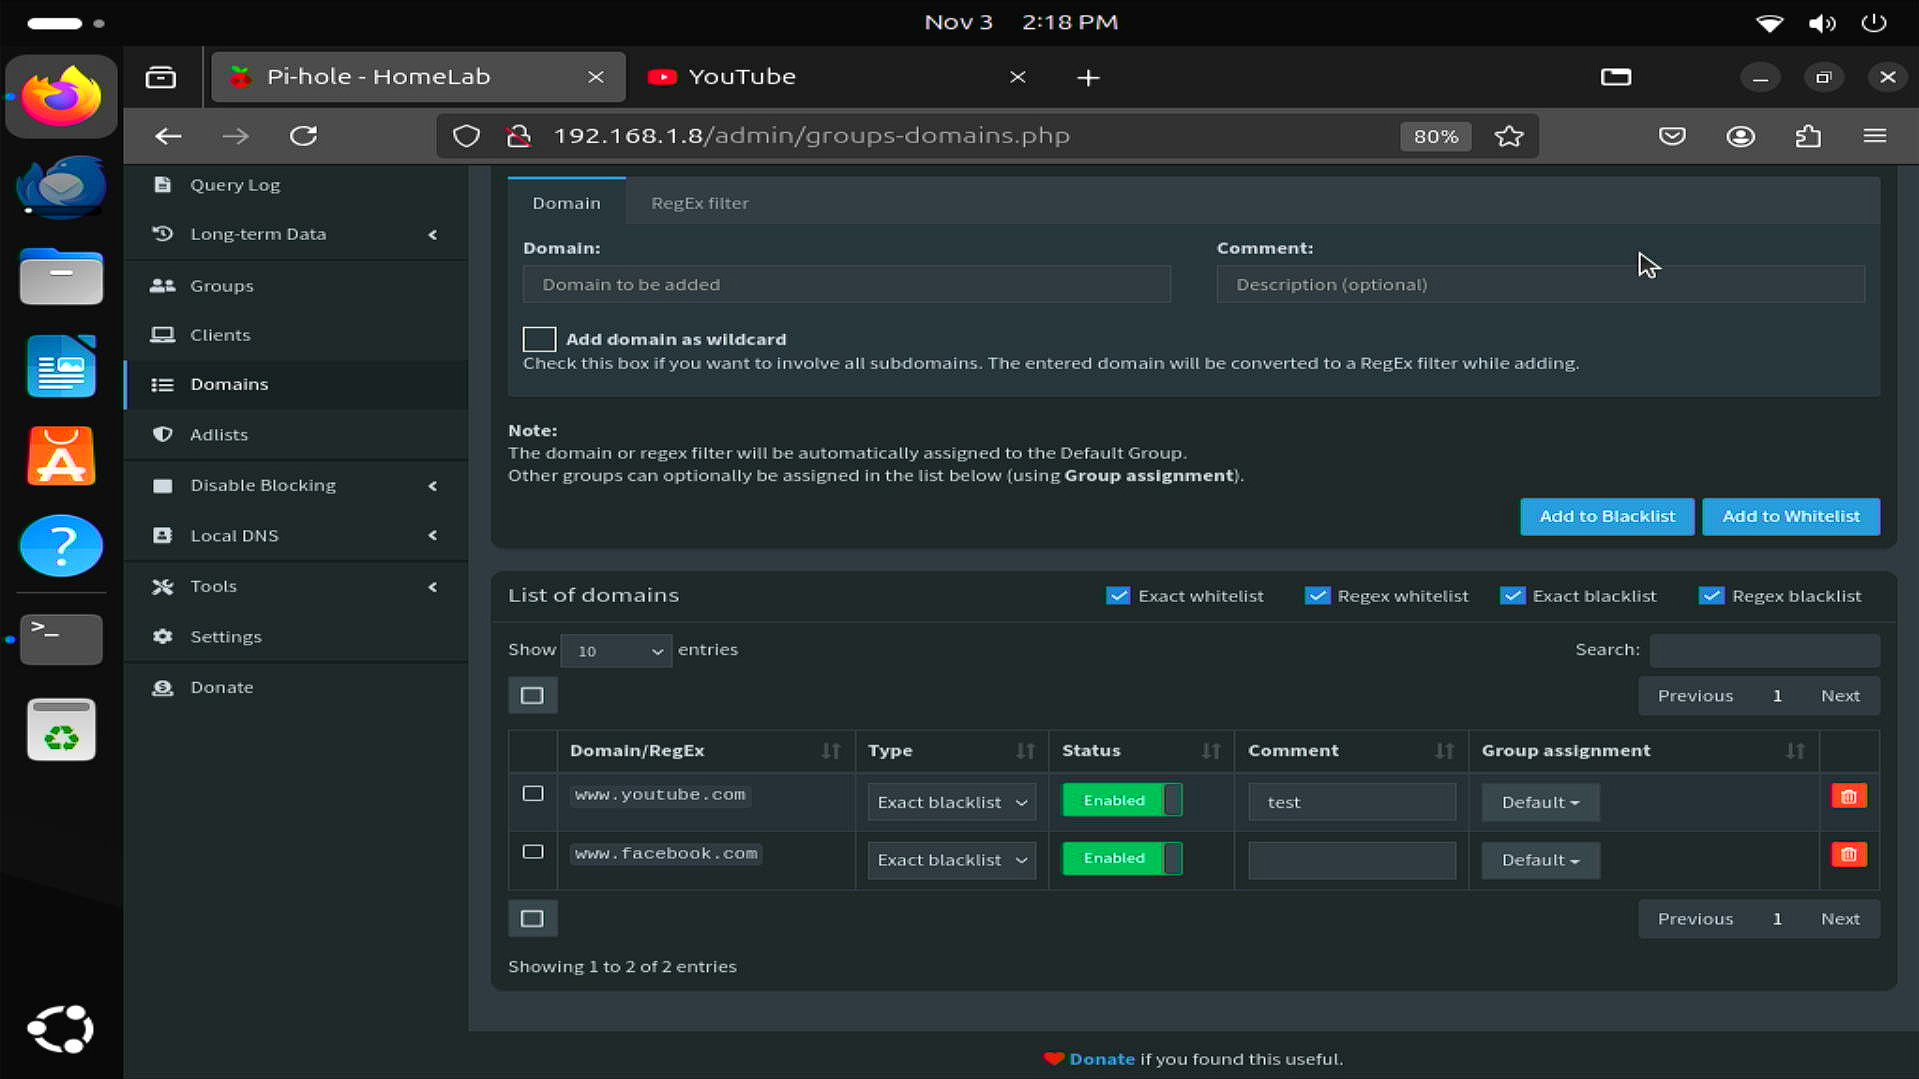 Nov 3 2:18 PM
Pi-hole - HomeLab
YouTube
192.168.1.8/admin/groups-domains.php
80%
Query Log
Long-term Data
Groups
Clients
Domains
Adlists
Disable Blocking
Local DNS
Tools
Settings
Donate
Domain RegEx filter
Domain: Comment:
Domain to be added Description (optional)
Add domain as wildcard
Check this box if you want to involve all subdomains. The entered domain will be converted to a RegEx filter while adding.
Note:
The domain or regex filter will be automatically assigned to the Default Group.
Other groups can optionally be assigned in the list below (using Group assignment).
Add to Blacklist Add to Whitelist
List of domains Exact whitelist Regex whitelist Exact blacklist Regex blacklist
Show 10 entries Search:
Previous 1 Next
Domain/RegEx Type Status Comment Group assignment
www.youtube.com Exact blacklist Enabled test Default
www.facebook.com Exact blacklist Enabled Default
Previous 1 Next
Showing 1 to 2 of 2 entries
Donate if you found this useful.